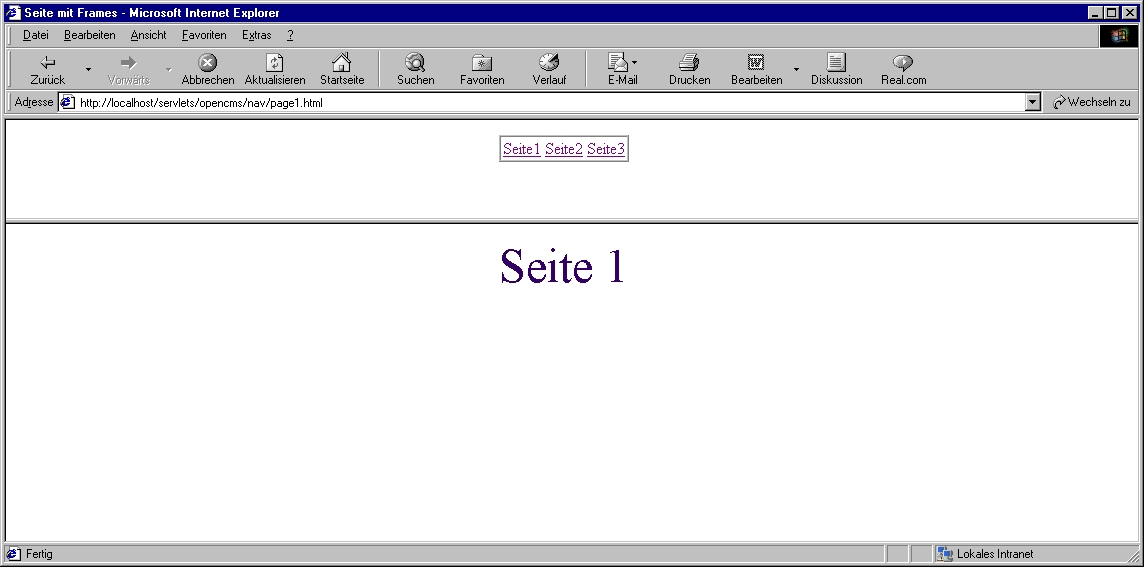 Seite mit Frames - Microsoft Internet Explorer
Datei Bearbeiten Ansicht Favoriten Extras ?
Zurück Vorwärts Abbrechen Aktualisieren Startseite Suchen Favoriten Verlauf E-Mail Drucken Bearbeiten Diskussion Real.com
Adresse http://localhost/servlets/opencms/nav/page1.html Wechseln zu
Seite1 Seite2 Seite3
Seite 1
Fertig Lokales Intranet